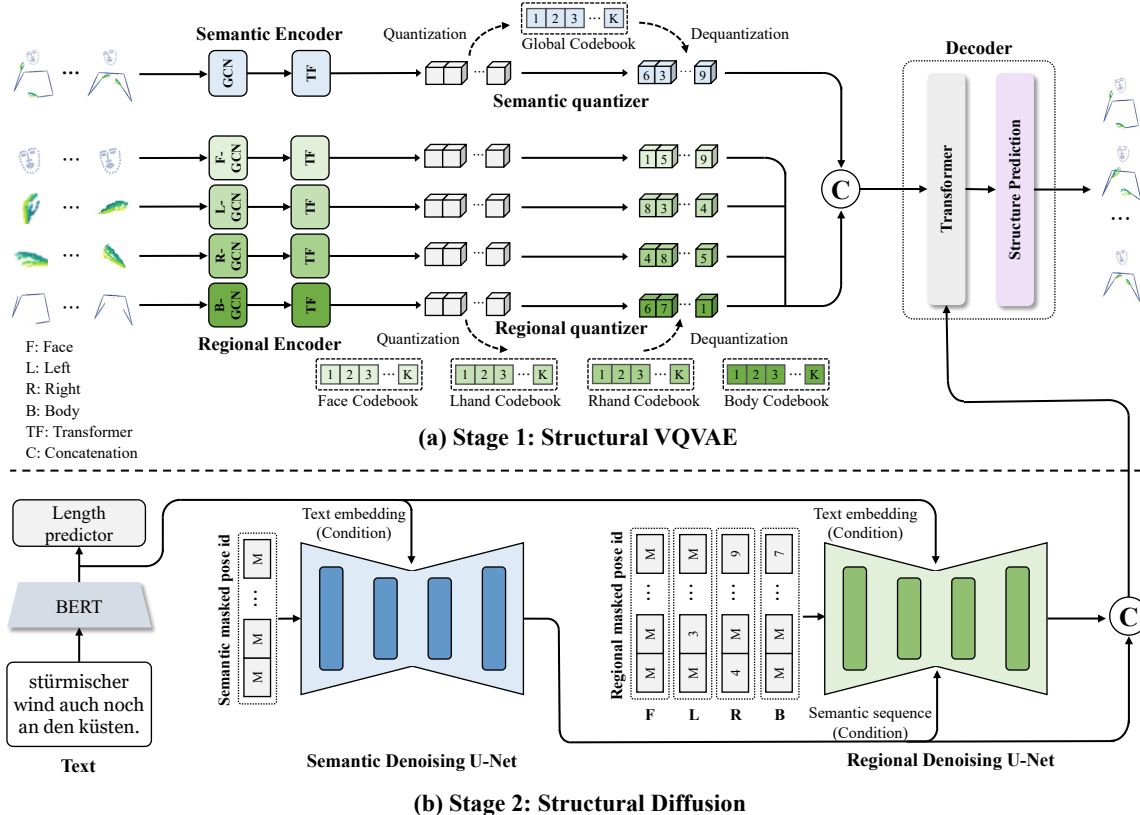 Semantic Encoder
GCN
TF
Quantization
1 2 3 ... K
Global Codebook
Dequantization
6 3 ... 9
Semantic quantizer
Decoder
Transformer
Structure Prediction
F-GCN
TF
1 5 ... 9
L-GCN
TF
8 3 ... 4
R-GCN
TF
4 8 ... 5
B-GCN
TF
6 7 ... 1
C
Regional Encoder
Regional quantizer
Quantization
Dequantization
1 2 3 ... K
1 2 3 ... K
1 2 3 ... K
1 2 3 ... K
Face Codebook
Lhand Codebook
Rhand Codebook
Body Codebook
F: Face
L: Left
R: Right
B: Body
TF: Transformer
C: Concatenation
(a) Stage 1: Structural VQVAE
Length
predictor
BERT
stürmischer
wind auch noch
an den küsten.
Text
Semantic masked pose id
M ... M M
Text embedding
(Condition)
Semantic Denoising U-Net
Regional masked pose id
M M 9 7
... ... ... ...
M 3 M M
M M 4 M
F L R B
Text embedding
(Condition)
Semantic sequence
(Condition)
Regional Denoising U-Net
C
(b) Stage 2: Structural Diffusion